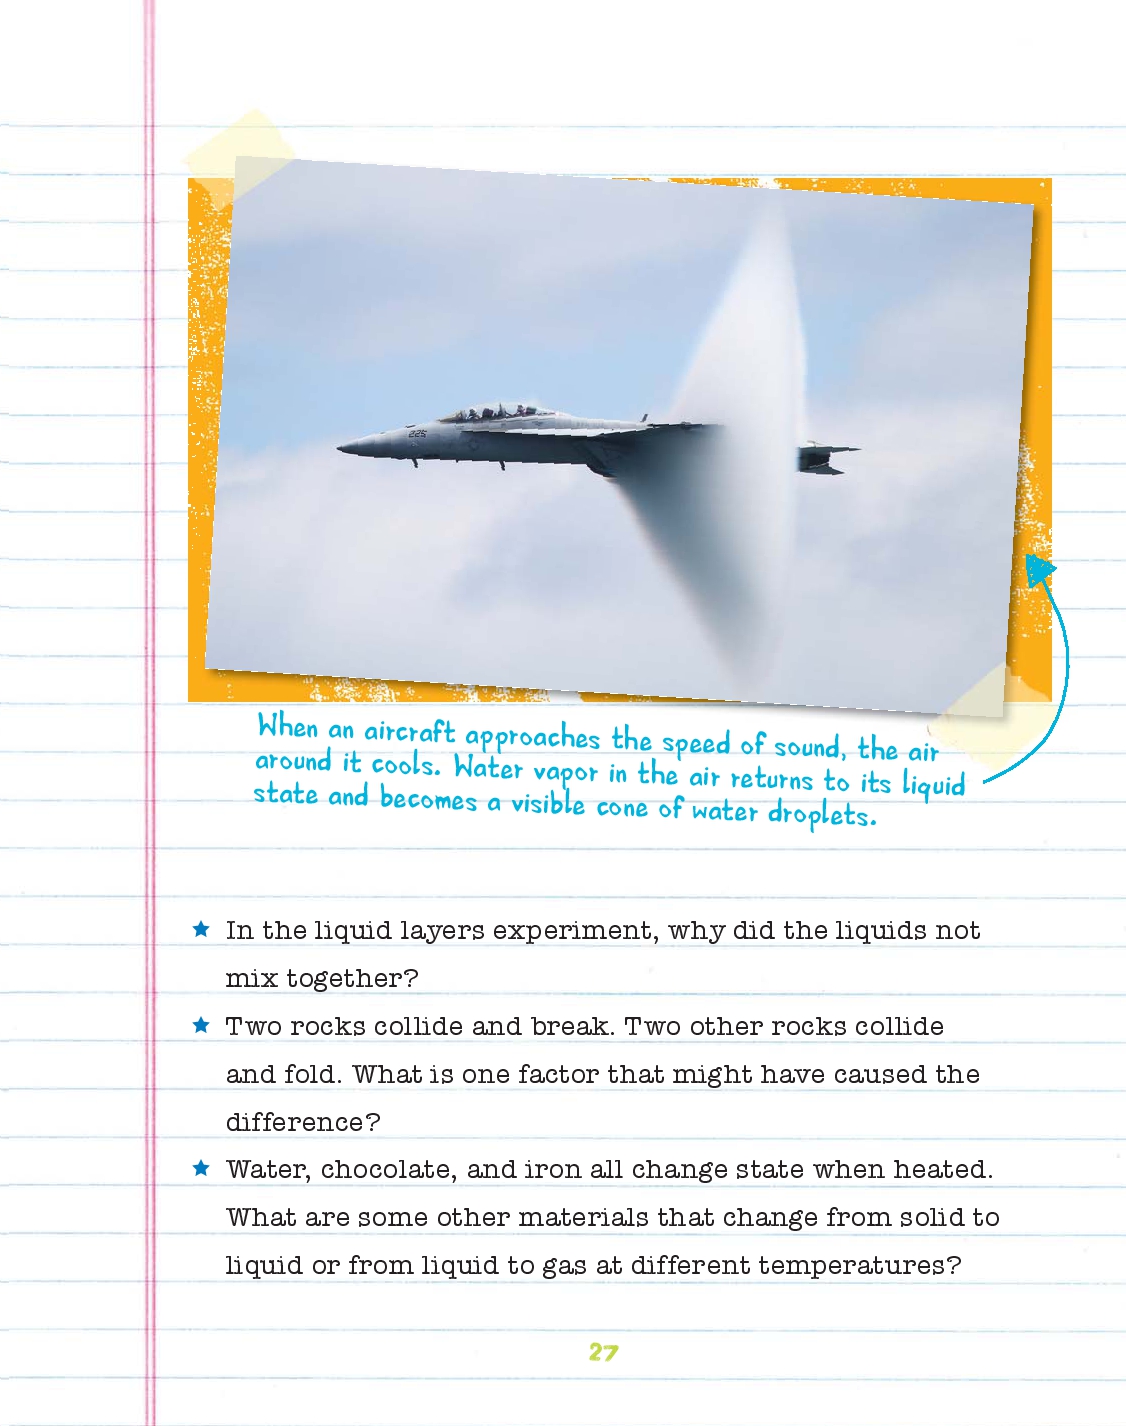 225
When an aircraft approaches the speed of sound, the air
around it cools. Water vapor in the air returns to its liquid
state and becomes a visible cone of water droplets.
★ In the liquid layers experiment, why did the liquids not
mix together?
★ Two rocks collide and break. Two other rocks collide
and fold. What is one factor that might have caused the
difference?
★ Water, chocolate, and iron all change state when heated.
What are some other materials that change from solid to
liquid or from liquid to gas at different temperatures?
27